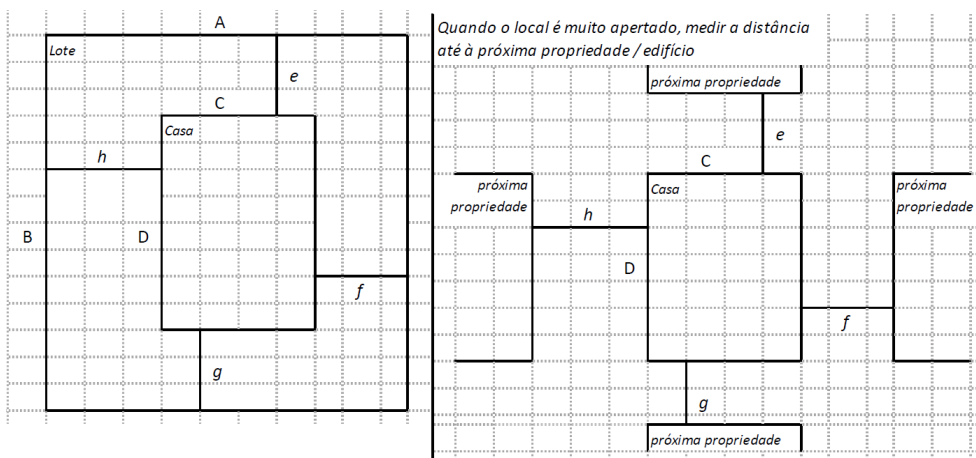 A
Lote
e
C
Casa
h
B
D
f
g
Quando o local é muito apertado, medir a distância
até à próxima propriedade / edifício
próxima propriedade
e
C
próxima
propriedade
Casa
próxima
propriedade
h
D
f
g
próxima propriedade